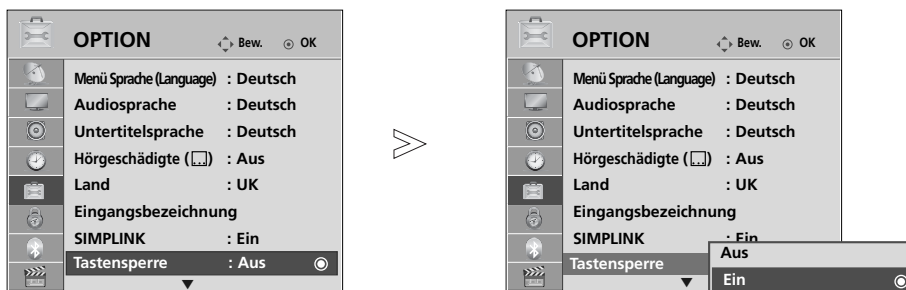 OPTION Bew. OK
Menü Sprache (Language) : Deutsch
Audiosprache : Deutsch
Untertitelsprache : Deutsch
Hörgeschädigte ( ) : Aus
Land : UK
Eingangsbezeichnung
SIMPLINK : Ein
Tastensperre : Aus
OPTION Bew. OK
Menü Sprache (Language) : Deutsch
Audiosprache : Deutsch
Untertitelsprache : Deutsch
Hörgeschädigte ( ) : Aus
Land : UK
Eingangsbezeichnung
SIMPLINK : Ein
Tastensperre
Aus
Ein